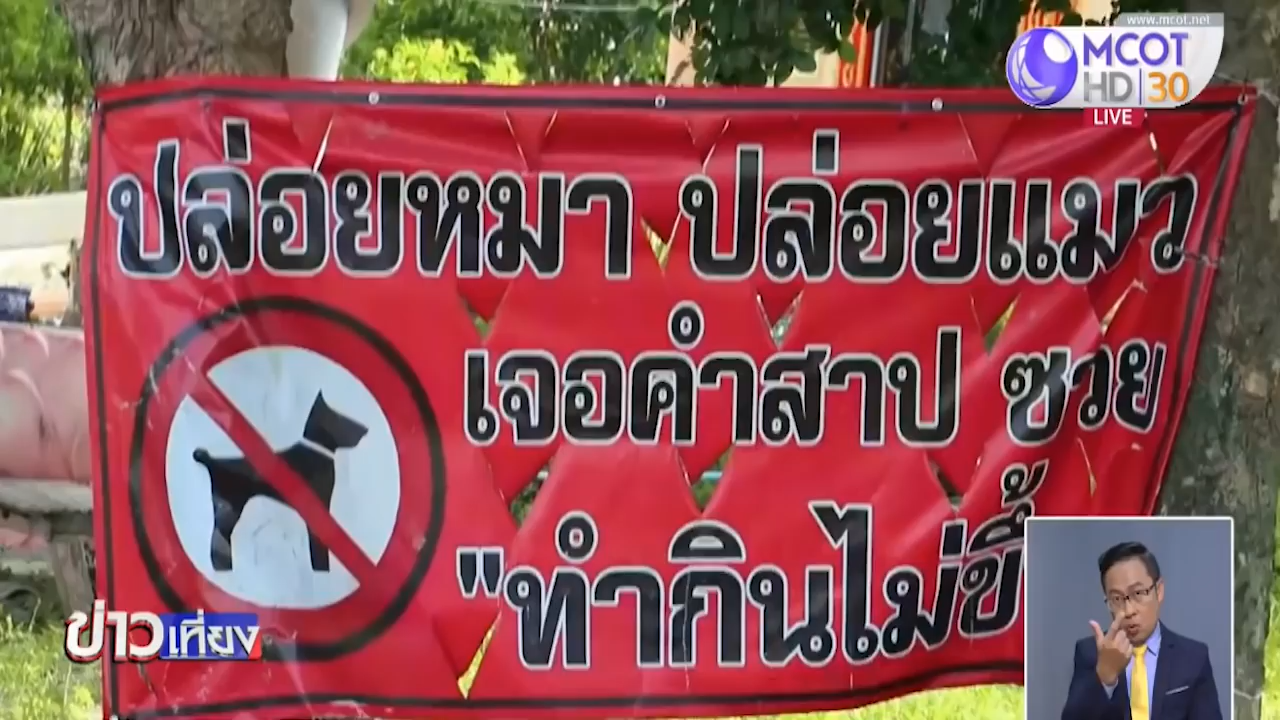 www.mcot.net
MCOT
HD 30
LIVE
ปล่อยหมา ปล่อยแมว
เจอคำสาป ซวย
"ทำกินไม่ขึ้
ข่าวเที่ยง